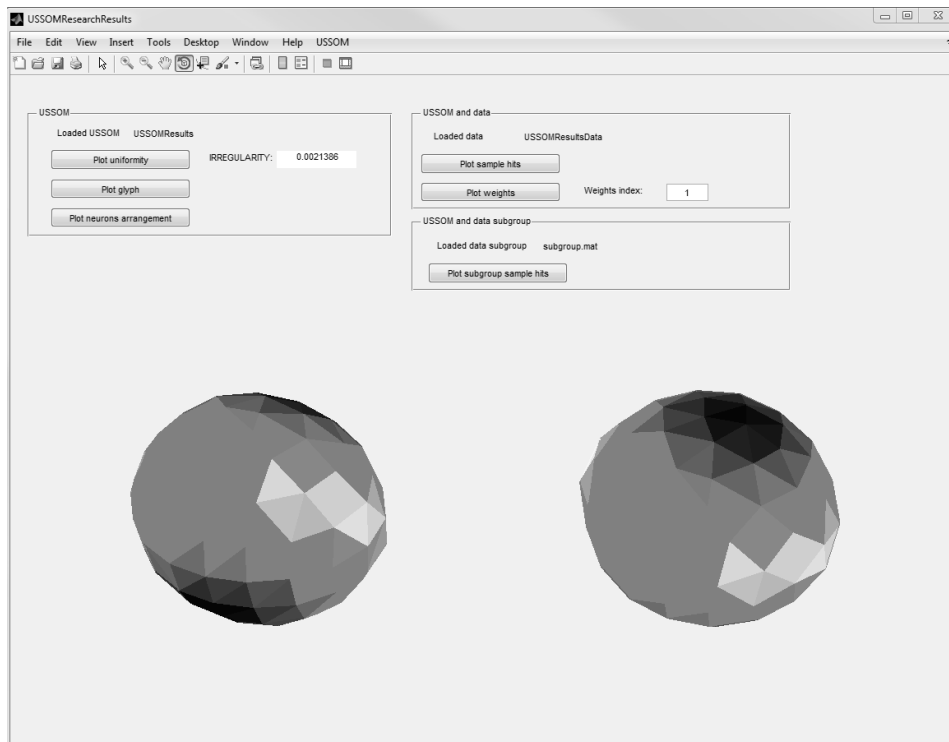 USSOMResearchResults
File Edit View Insert Tools Desktop Window Help USSOM
USSOM
Loaded USSOM USSOMResults
Plot uniformity
IRREGULARITY: 0.0021386
Plot glyph
Plot neurons arrangement
USSOM and data
Loaded data USSOMResultsData
Plot sample hits
Plot weights
Weights index: 1
USSOM and data subgroup
Loaded data subgroup subgroup.mat
Plot subgroup sample hits